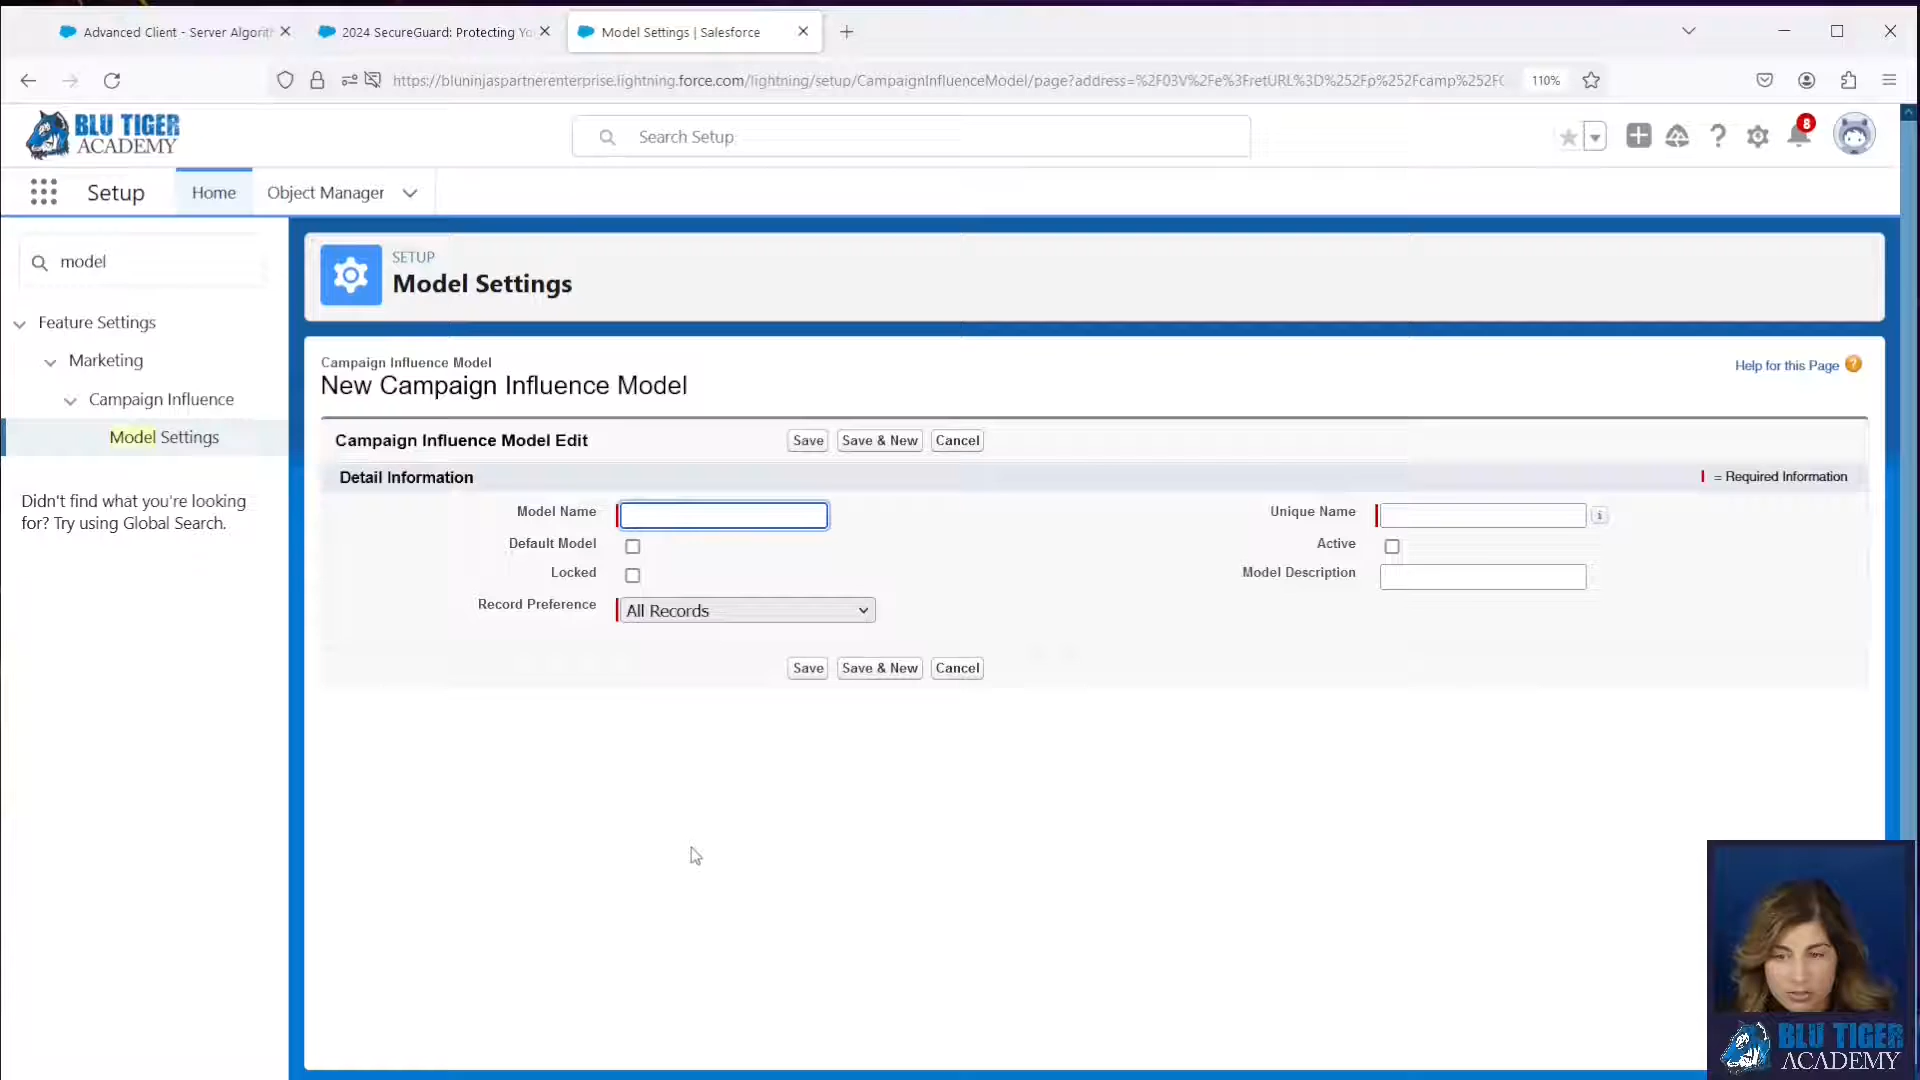 Advanced Client - Server Algorith
2024 SecureGuard: Protecting Yo
Model Settings | Salesforce
https://bluninjaspartnerenterprise.lightning.force.com/lightning/setup/CampaignInfluenceModel/page?address=%2F03V%2Fe%3FretURL%3D%252Fp%252Fcamp%252FC
110%
BLU TIGER
ACADEMY
Search Setup
8
Setup
Home
Object Manager
model
SETUP
Model Settings
Feature Settings
Marketing
Campaign Influence
Model Settings
Didn't find what you're looking
for? Try using Global Search.
Campaign Influence Model
New Campaign Influence Model
Help for this Page
Campaign Influence Model Edit
Save
Save & New
Cancel
Detail Information
= Required Information
Model Name
Unique Name
Default Model
Active
Locked
Model Description
Record Preference
All Records
Save
Save & New
Cancel
BLU TIGER
ACADEMY